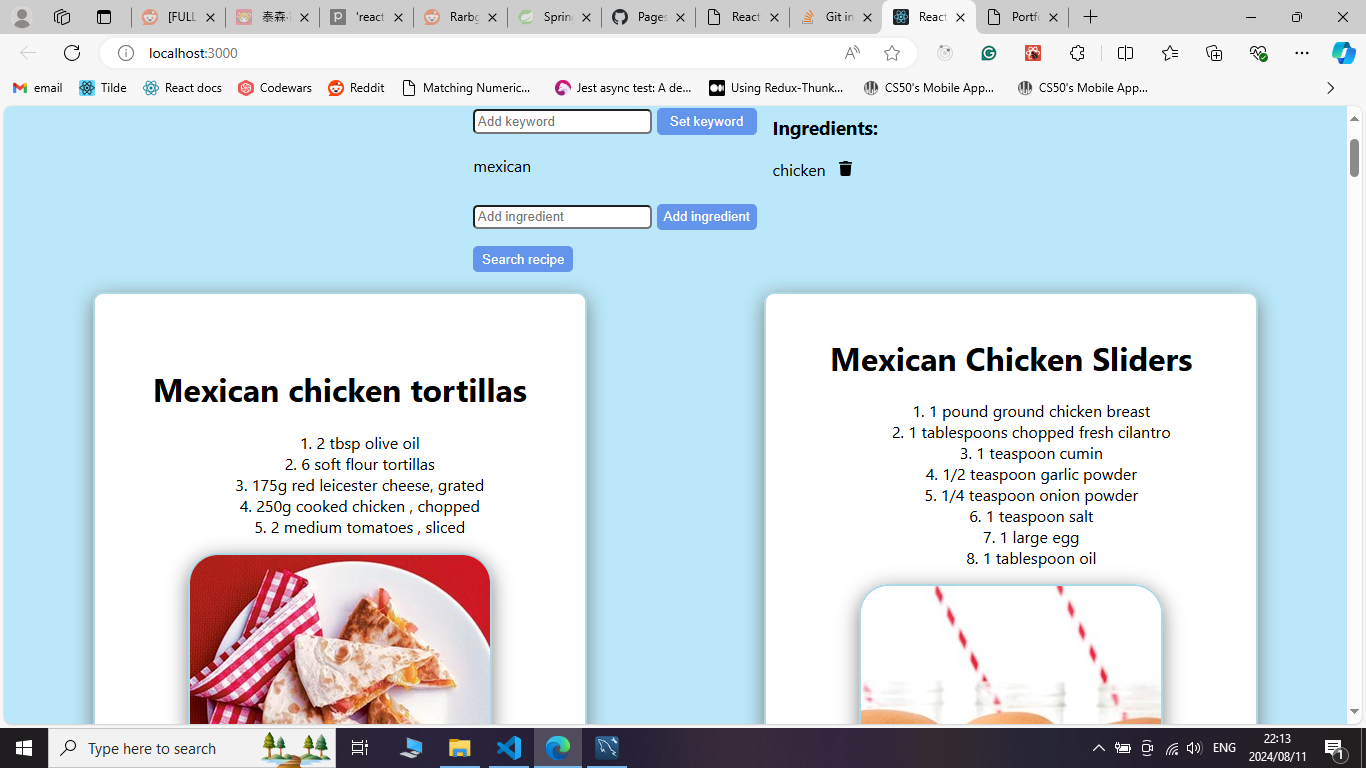 [FULL
泰森·
'react
Rarbg
Spring
Pages
React
Git in
React
Portfo
localhost:3000
email
Tilde
React docs
Codewars
Reddit
Matching Numeric...
Jest async test: A de...
Using Redux-Thunk...
CS50's Mobile App...
CS50's Mobile App...
Add keyword
Set keyword
Ingredients:
mexican
chicken
Add ingredient
Add ingredient
Search recipe
Mexican chicken tortillas
1. 2 tbsp olive oil
2. 6 soft flour tortillas
3. 175g red leicester cheese, grated
4. 250g cooked chicken , chopped
5. 2 medium tomatoes , sliced
Mexican Chicken Sliders
1. 1 pound ground chicken breast
2. 1 tablespoons chopped fresh cilantro
3. 1 teaspoon cumin
4. 1/2 teaspoon garlic powder
5. 1/4 teaspoon onion powder
6. 1 teaspoon salt
7. 1 large egg
8. 1 tablespoon oil
Type here to search
ENG
22:13
2024/08/11
1